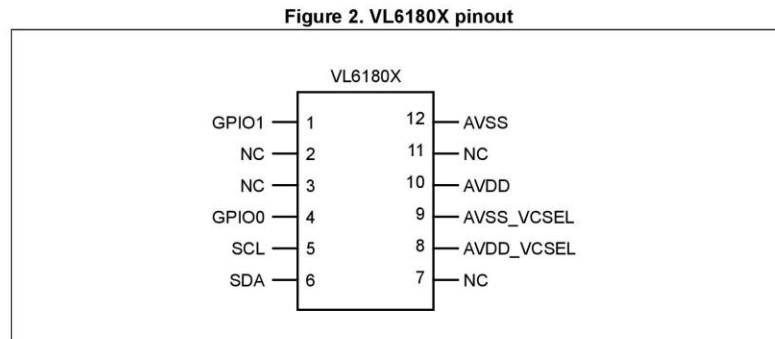 Figure 2. VL6180X pinout
VL6180X
GPIO1 1 12 AVSS
NC 2 11 NC
NC 3 10 AVDD
GPIO0 4 9 AVSS_VCSEL
SCL 5 8 AVDD_VCSEL
SDA 6 7 NC